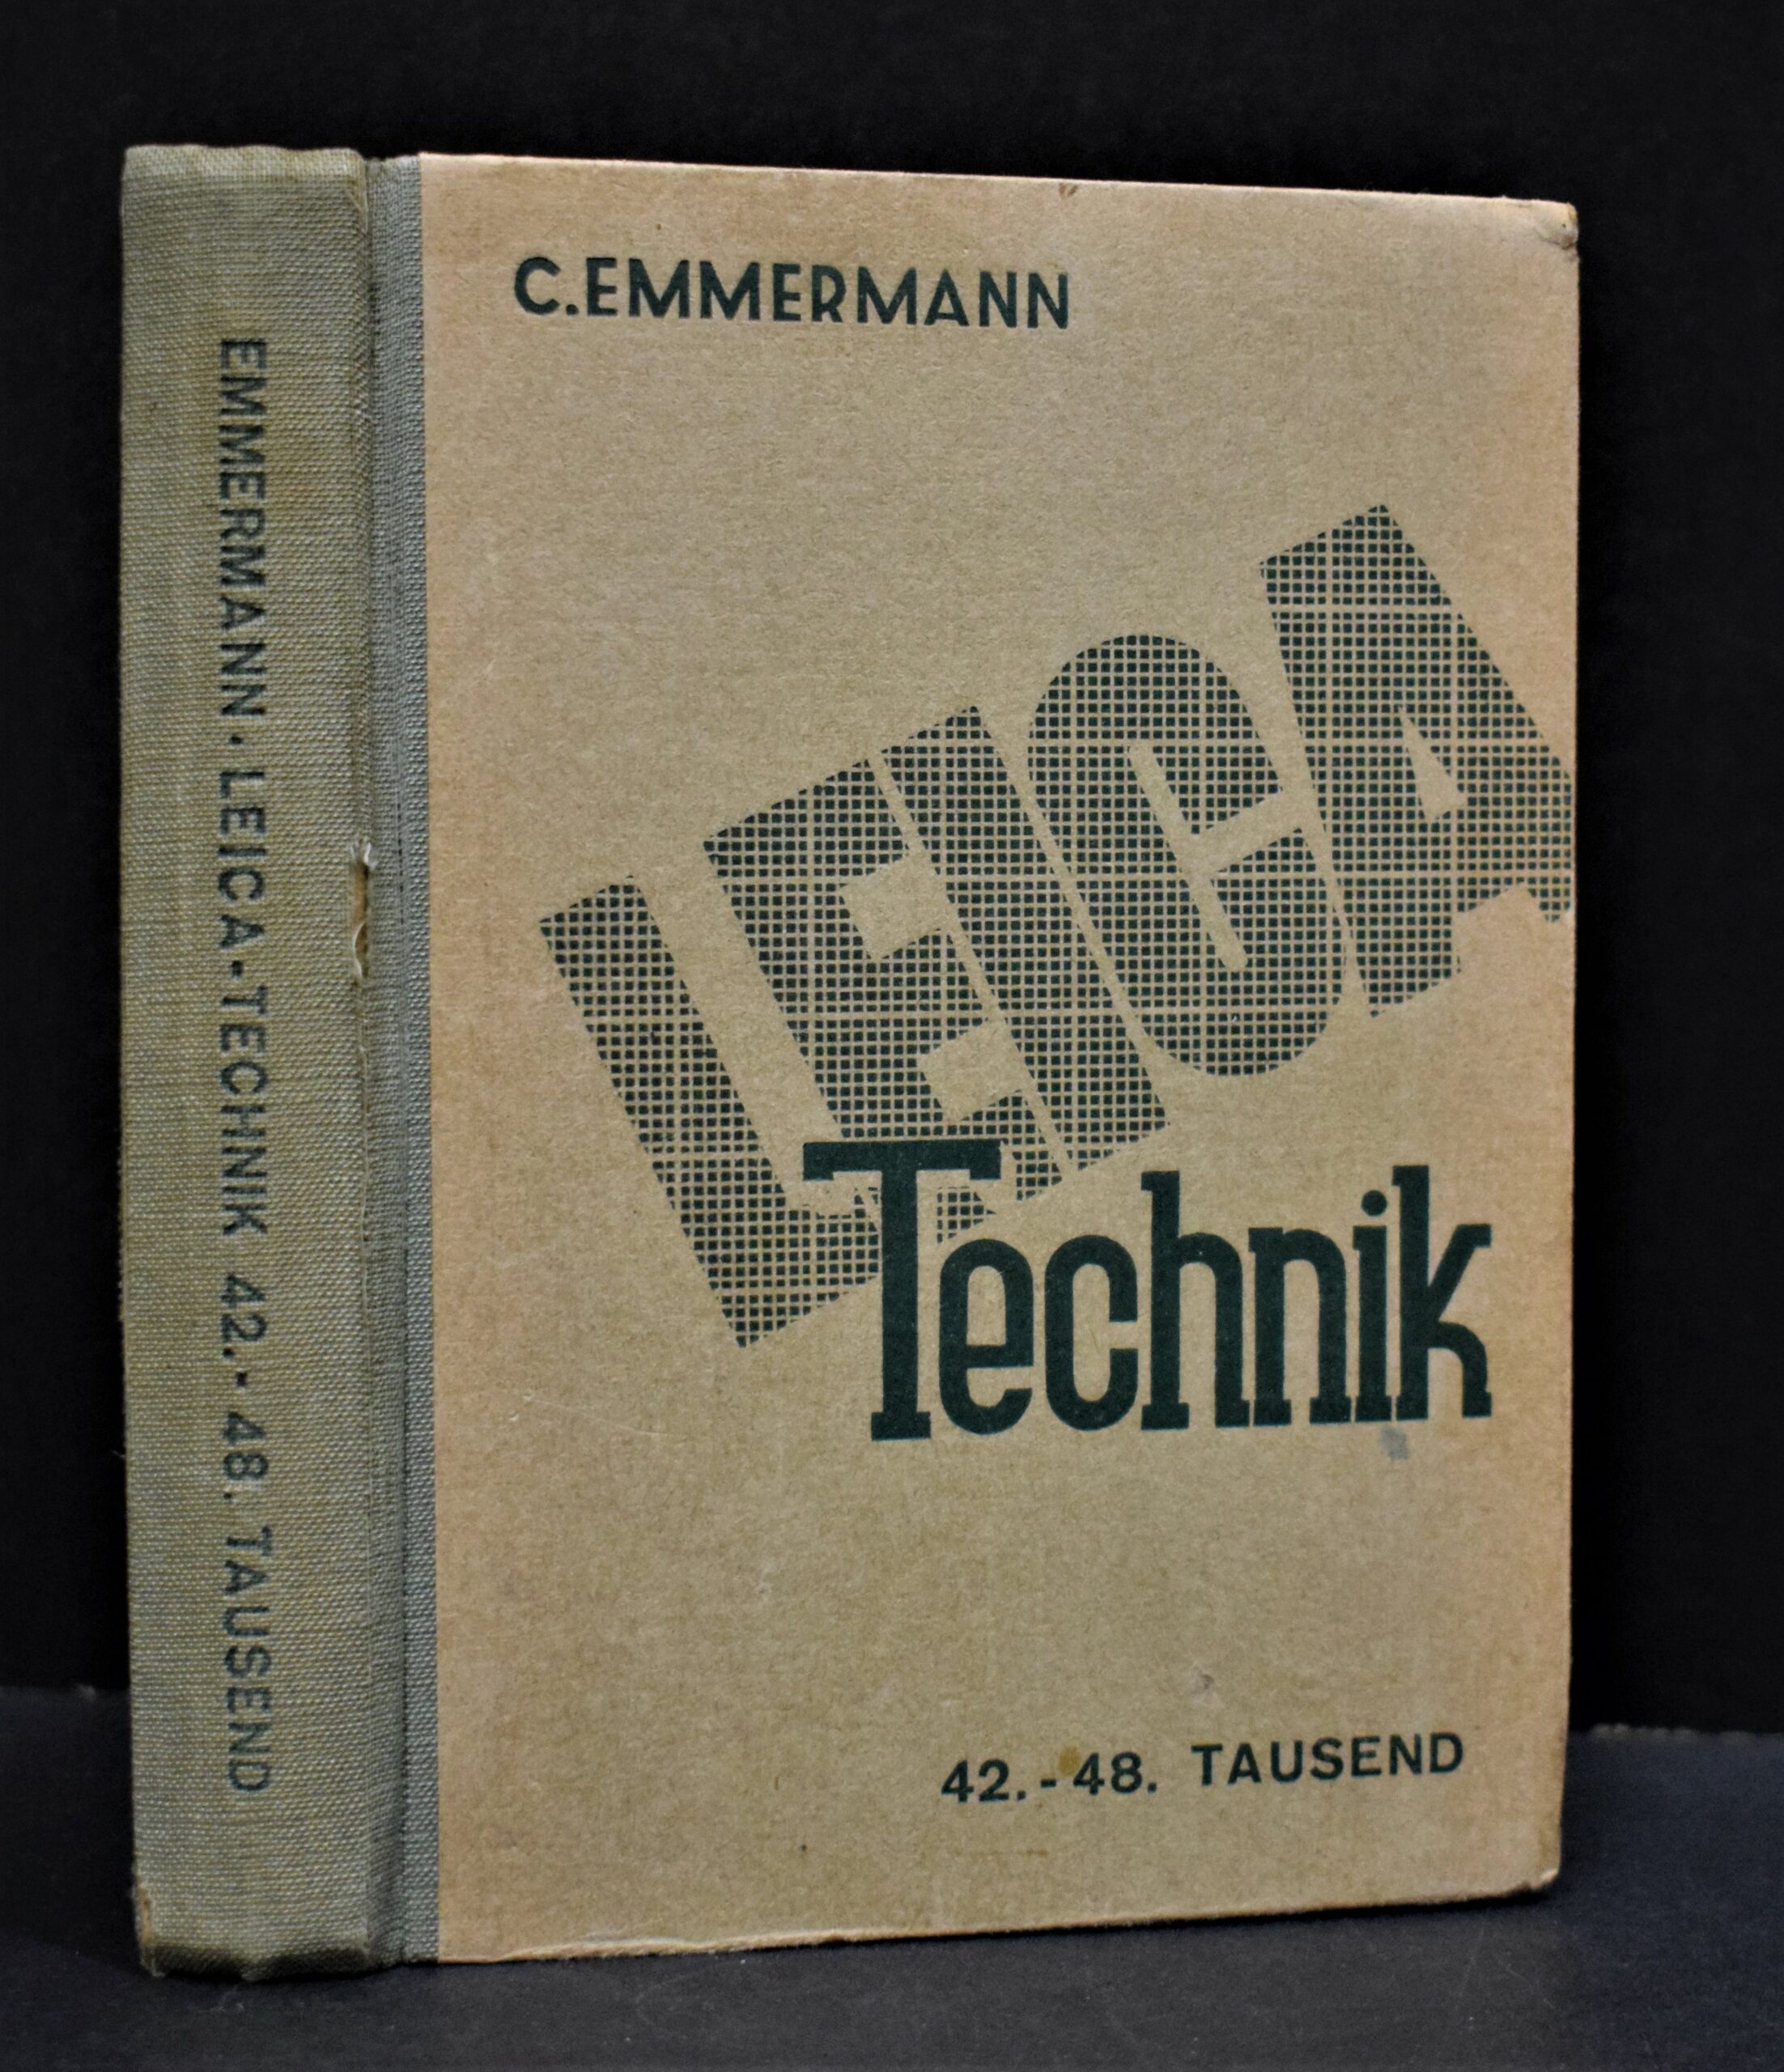 EMMERMANN · LEICA-TECHNIK 42.- 48. TAUSEND
C. EMMERMANN
LEICA
Technik
42.-48. TAUSEND